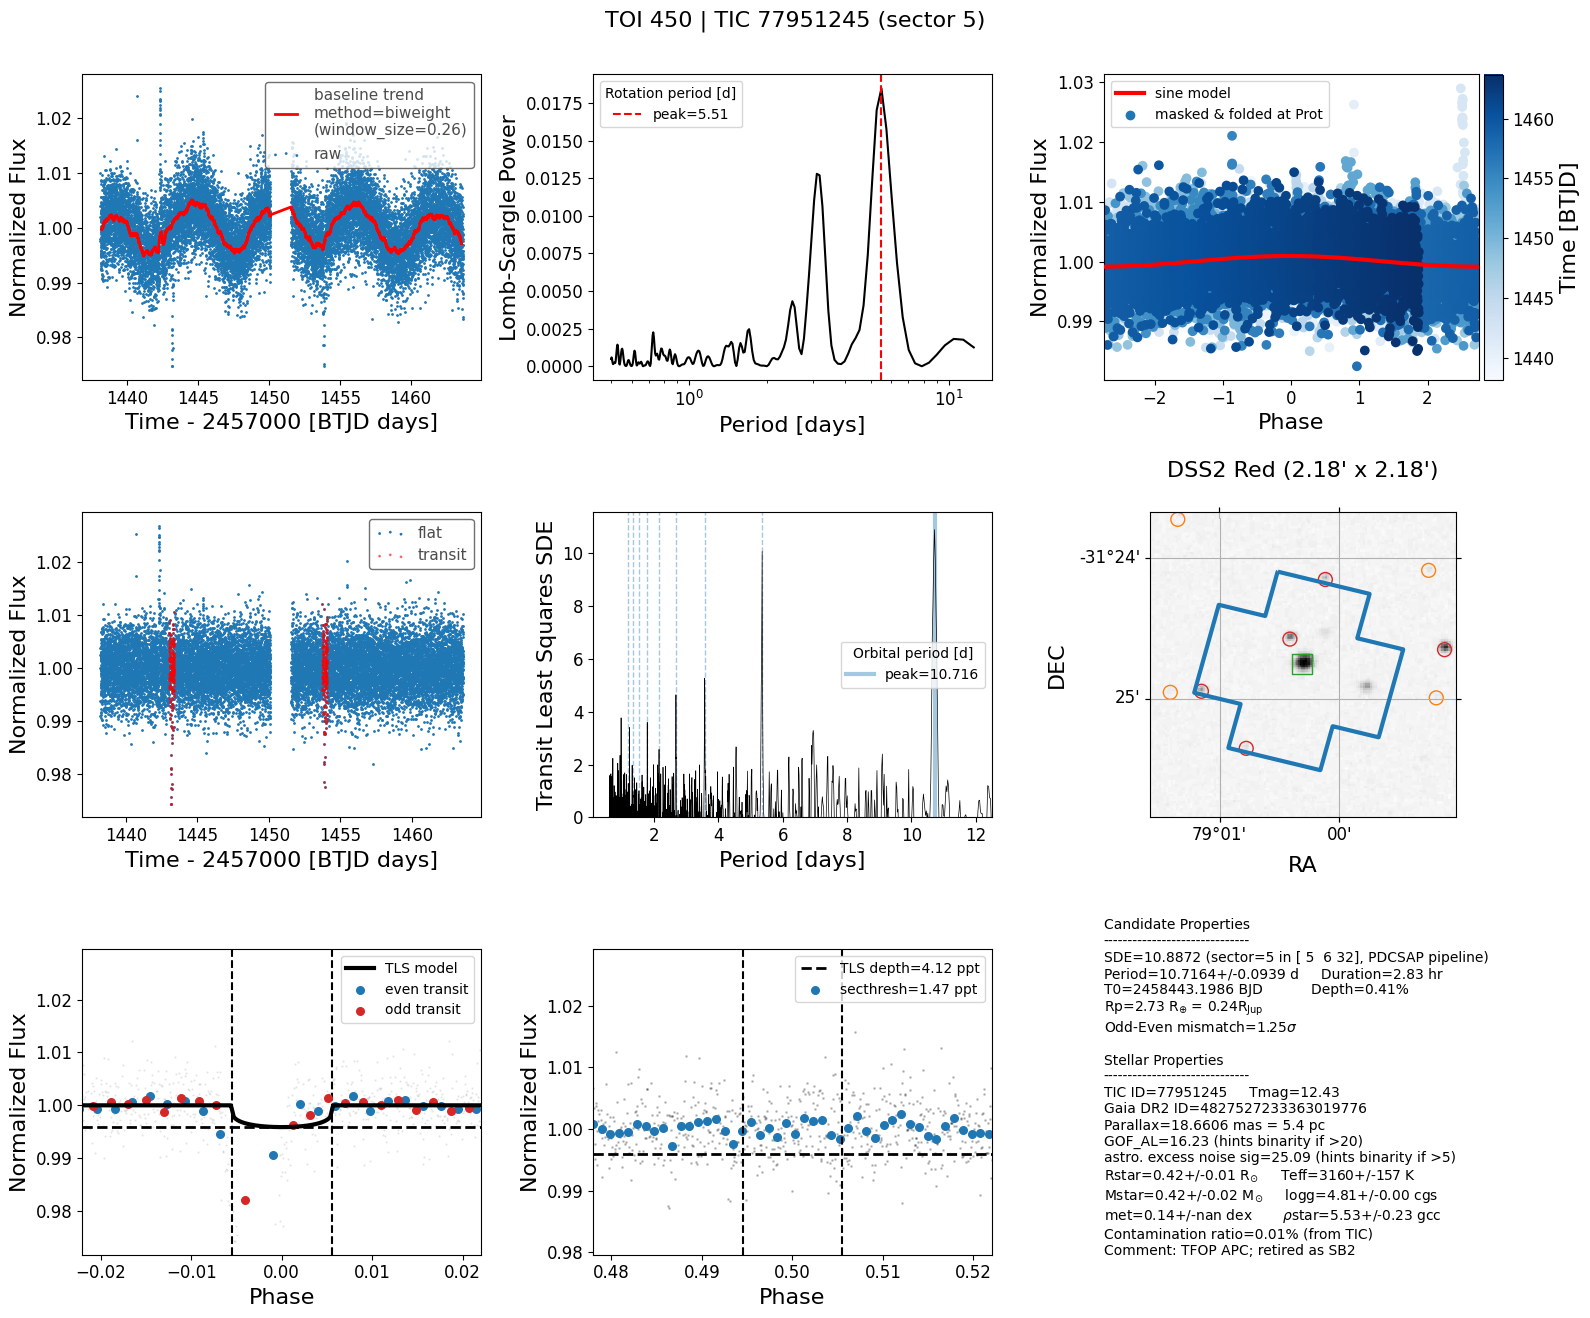 TOI 450 | TIC 77951245 (sector 5)
Normalized Flux
1.02
1.01
1.00
0.99
0.98
baseline trend
method=biweight
(window_size=0.26)
raw
1440 1445 1450 1455 1460
Time - 2457000 [BTJD days]
Lomb-Scargle Power
0.0175
0.0150
0.0125
0.0100
0.0075
0.0050
0.0025
0.0000
Rotation period [d]
peak=5.51
10⁰ 10¹
Period [days]
Normalized Flux
1.03
1.02
1.01
1.00
0.99
sine model
masked & folded at Prot
−2 −1 0 1 2
Phase
1460
1455
1450
1445
1440
Time [BTJD]
Normalized Flux
1.02
1.01
1.00
0.99
0.98
flat
transit
1440 1445 1450 1455 1460
Time - 2457000 [BTJD days]
Transit Least Squares SDE
10
8
6
4
2
0
Orbital period [d]
peak=10.716
2 4 6 8 10 12
Period [days]
DSS2 Red (2.18' x 2.18')
DEC
-31°24'
25'
79°01' 00'
RA
Normalized Flux
1.02
1.01
1.00
0.99
0.98
TLS model
even transit
odd transit
−0.02 −0.01 0.00 0.01 0.02
Phase
Normalized Flux
1.02
1.01
1.00
0.99
0.98
TLS depth=4.12 ppt
secthresh=1.47 ppt
0.48 0.49 0.50 0.51 0.52
Phase
Candidate Properties
-------------------------------
SDE=10.8872 (sector=5 in [ 5 6 32], PDCSAP pipeline)
Period=10.7164+/-0.0939 d Duration=2.83 hr
T0=2458443.1986 BJD Depth=0.41%
Rp=2.73 R⊕ = 0.24RJup
Odd-Even mismatch=1.25σ
Stellar Properties
-------------------------------
TIC ID=77951245 Tmag=12.43
Gaia DR2 ID=4827527233363019776
Parallax=18.6606 mas = 5.4 pc
GOF_AL=16.23 (hints binarity if >20)
astro. excess noise sig=25.09 (hints binarity if >5)
Rstar=0.42+/-0.01 R⊙ Teff=3160+/-157 K
Mstar=0.42+/-0.02 M⊙ logg=4.81+/-0.00 cgs
met=0.14+/-nan dex ρstar=5.53+/-0.23 gcc
Contamination ratio=0.01% (from TIC)
Comment: TFOP APC; retired as SB2